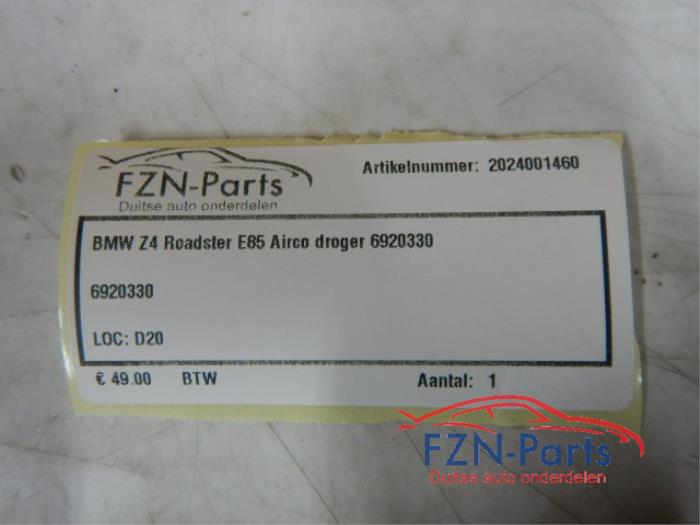 FZN-Parts
Duitse auto onderdelen
Artikelnummer: 2024001460
BMW Z4 Roadster E85 Airco droger 6920330
6920330
LOC: D20
€ 49.00 BTW Aantal: 1
FZN-Parts
Duitse auto onderdelen